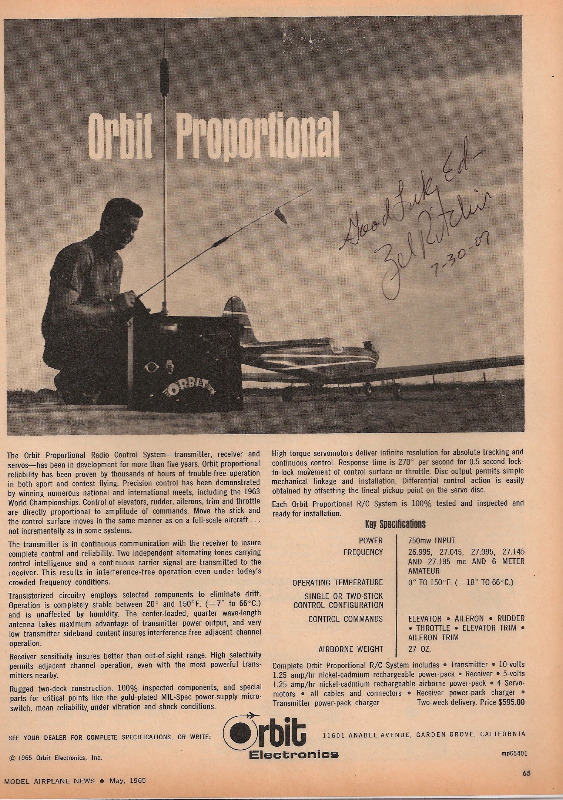 Orbit Proportional
Good Luck, Ed
Zel Ritchie
7-30-07
ORBIT
The Orbit Proportional Radio Control System—transmitter, receiver and
servos—has been in development for more than five years. Orbit proportional
reliability has been proven by thousands of hours of trouble-free operation
in both sport and contest flying. Precision control has been demonstrated
by winning numerous national and international meets, including the 1963
World Championships. Control of elevators, rudder, ailerons, trim and throttle
are directly proportional to amplitude of commands. Move the stick and
the control surface moves in the same manner as on a full-scale aircraft . . .
not incrementally as in some systems.
The transmitter is in continuous communication with the receiver to insure
complete control and reliability. Two independent alternating tones carrying
control intelligence and a continuous carrier signal are transmitted to the
receiver. This results in interference-free operation even under today's
crowded frequency conditions.
Transistorized circuitry employs selected components to eliminate drift.
Operation is completely stable between 20° and 150°F. (—7° to 66°C.)
and is unaffected by humidity. The center-loaded, quarter wave-length
antenna takes maximum advantage of transmitter power output, and very
low transmitter sideband content insures interference free adjacent channel
operation.
Receiver sensitivity insures better than out-of-sight range. High selectivity
permits adjacent channel operation, even with the most powerful trans-
mitters nearby.
Rugged two-deck construction, 100% inspected components, and special
parts for critical points like the gold-plated MIL-Spec power-supply micro-
switch, mean reliability, under vibration and shock conditions.
High torque servomotors deliver infinite resolution for absolute tracking and
continuous control. Response time is 270° per second for 0.5 second lock-
to-lock movement of control surface or throttle. Disc output permits simple
mechanical linkage and installation. Differential control action is easily
obtained by offsetting the lineal pickup point on the servo disc.
Each Orbit Proportional R/C System is 100% tested and inspected and
ready for installation.
Key Specifications
POWER 750mw INPUT
FREQUENCY 26.995, 27.045, 27.095, 27.145
AND 27.195 mc AND 6 METER
AMATEUR
OPERATING TEMPERATURE 0° TO 150°F. (—18° TO 66°C.)
SINGLE OR TWO-STICK
CONTROL CONFIGURATION
CONTROL COMMANDS ELEVATOR • AILERON • RUDDER
• THROTTLE • ELEVATOR TRIM •
AILERON TRIM
AIRBORNE WEIGHT 27 OZ.
Complete Orbit Proportional R/C System includes • Transmitter • 10-volts
1.25 amp/hr nickel-cadmium rechargeable power-pack • Receiver • 5-volts
1.25 amp/hr nickel-cadmium rechargeable airborne power-pack • 4 Servo-
motors • all cables and connectors • Receiver power-pack charger •
Transmitter power-pack charger Two-week delivery. Price $595.00
SEE YOUR DEALER FOR COMPLETE SPECIFICATIONS, OR WRITE:
Orbit
Electronics
11601 ANABEL AVENUE, GARDEN GROVE, CALIFORNIA
© 1965 Orbit Electronics, Inc.
mp65401
MODEL AIRPLANE NEWS • May, 1965
65